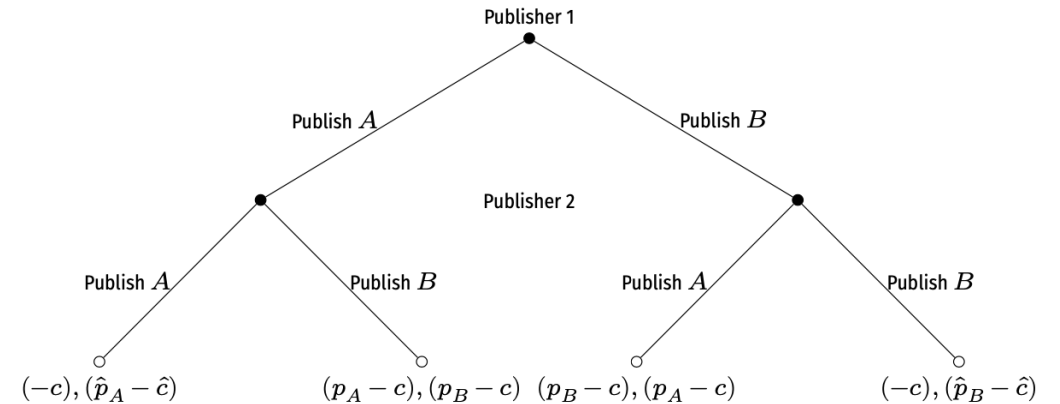 Publisher 1
Publish A
Publish B
Publisher 2
Publish A
Publish B
Publish A
Publish B
(−c), (p̂_A − ĉ)
(p_A − c), (p_B − c)
(p_B − c), (p_A − c)
(−c), (p̂_B − ĉ)